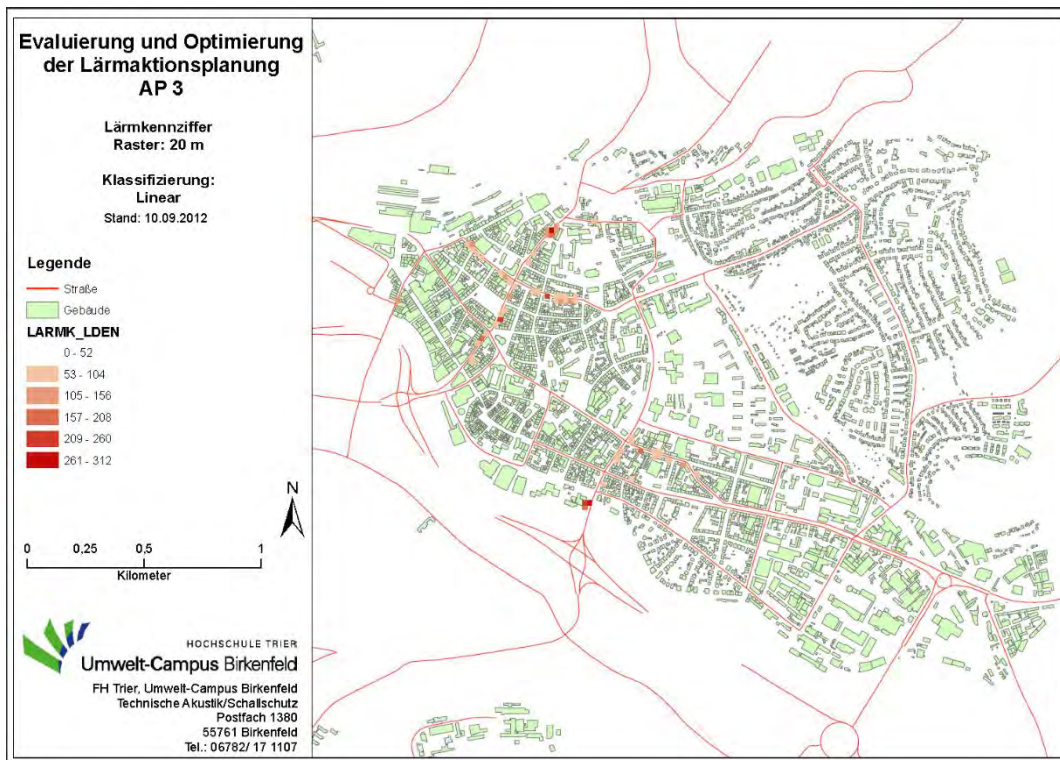 Evaluierung und Optimierung
der Lärmaktionsplanung
AP 3
Lärmkennziffer
Raster: 20 m
Klassifizierung:
Linear
Stand: 10.09.2012
Legende
Straße
Gebäude
LARMK_LDEN
0 - 52
53 - 104
105 - 156
157 - 208
209 - 260
261 - 312
N
0 0,25 0,5 1
Kilometer
HOCHSCHULE TRIER
Umwelt-Campus Birkenfeld
FH Trier, Umwelt-Campus Birkenfeld
Technische Akustik/Schallschutz
Postfach 1380
55761 Birkenfeld
Tel.: 06782/ 17 1107